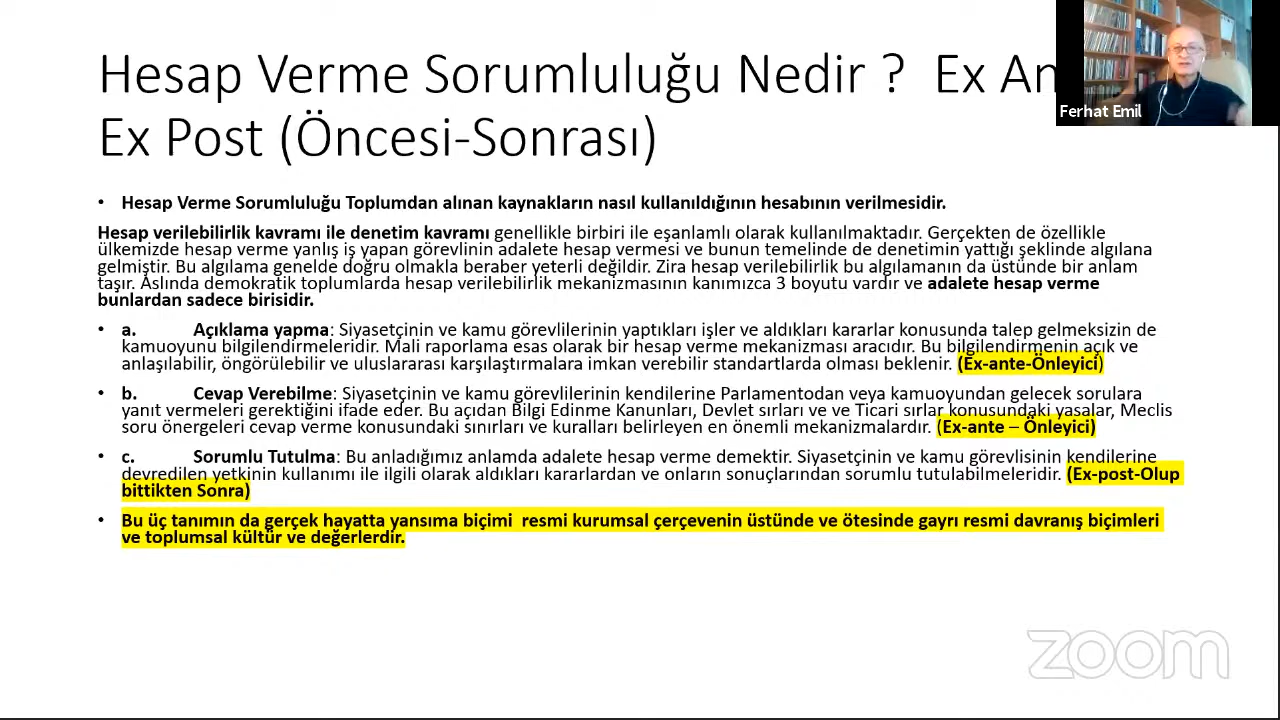 Hesap Verme Sorumluluğu Nedir ? Ex An
Ex Post (Öncesi-Sonrası)
Ferhat Emil
• Hesap Verme Sorumluluğu Toplumdan alınan kaynakların nasıl kullanıldığının hesabının verilmesidir.
Hesap verilebilirlik kavramı ile denetim kavramı genellikle birbiri ile eşanlamlı olarak kullanılmaktadır. Gerçekten de özellikle
ülkemizde hesap verme yanlış iş yapan görevlinin adalete hesap vermesi ve bunun temelinde de denetimin yattığı şeklinde algılana
gelmiştir. Bu algılama genelde doğru olmakla beraber yeterli değildir. Zira hesap verilebilirlik bu algılamanın da üstünde bir anlam
taşır. Aslında demokratik toplumlarda hesap verilebilirlik mekanizmasının kanımızca 3 boyutu vardır ve adalete hesap verme
bunlardan sadece birisidir.
• a. Açıklama yapma: Siyasetçinin ve kamu görevlilerinin yaptıkları işler ve aldıkları kararlar konusunda talep gelmeksizin de
kamuoyunu bilgilendirmeleridir. Mali raporlama esas olarak bir hesap verme mekanizması aracıdır. Bu bilgilendirmenin açık ve
anlaşılabilir, öngörülebilir ve uluslararası karşılaştırmalara imkan verebilir standartlarda olması beklenir. (Ex-ante-Önleyici)
• b. Cevap Verebilme: Siyasetçinin ve kamu görevlilerinin kendilerine Parlamentodan veya kamuoyundan gelecek sorulara
yanıt vermeleri gerektiğini ifade eder. Bu açıdan Bilgi Edinme Kanunları, Devlet sırları ve ve Ticari sırlar konusundaki yasalar, Meclis
soru önergeleri cevap verme konusundaki sınırları ve kuralları belirleyen en önemli mekanizmalardır. (Ex-ante – Önleyici)
• c. Sorumlu Tutulma: Bu anladığımız anlamda adalete hesap verme demektir. Siyasetçinin ve kamu görevlisinin kendilerine
devredilen yetkinin kullanımı ile ilgili olarak aldıkları kararlardan ve onların sonuçlarından sorumlu tutulabilmeleridir. (Ex-post-Olup
bittikten Sonra)
• Bu üç tanımın da gerçek hayatta yansıma biçimi resmi kurumsal çerçevenin üstünde ve ötesinde gayrı resmi davranış biçimleri
ve toplumsal kültür ve değerlerdir.
zoom